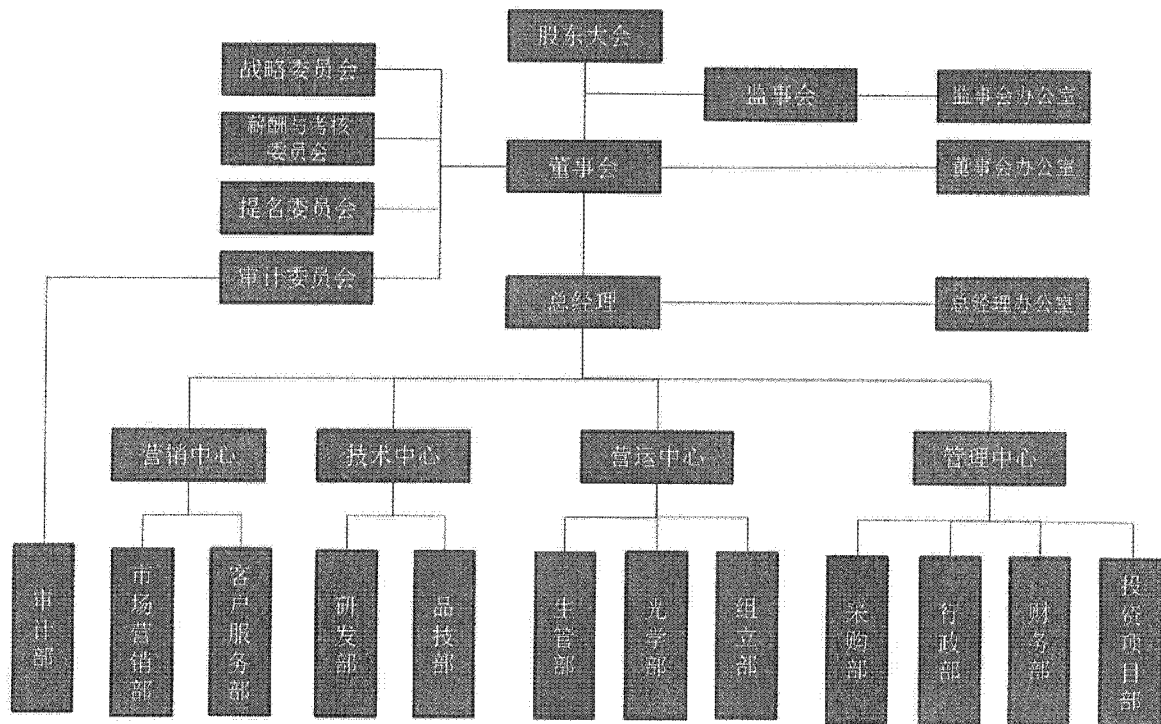 股东大会
战略委员会
监事会
监事会办公室
薪酬与考核
委员会
董事会
董事会办公室
提名委员会
审计委员会
总经理
总经理办公室
营销中心
技术中心
营运中心
管理中心
审计部
市场营销部
客户服务部
研发部
品技部
生管部
光学部
组立部
采购部
行政部
财务部
投资项目部